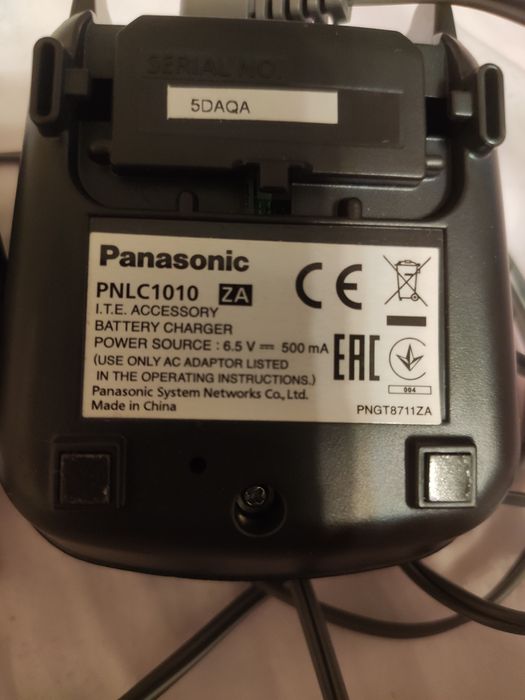 SERIAL NO.
5DAQA
Panasonic
PNLC1010 ZA
I.T.E. ACCESSORY
BATTERY CHARGER
POWER SOURCE : 6.5 V ⎓ 500 mA
(USE ONLY AC ADAPTOR LISTED
IN THE OPERATING INSTRUCTIONS.)
Panasonic System Networks Co., Ltd.
Made in China
CE
EAC
004
PNGT8711ZA